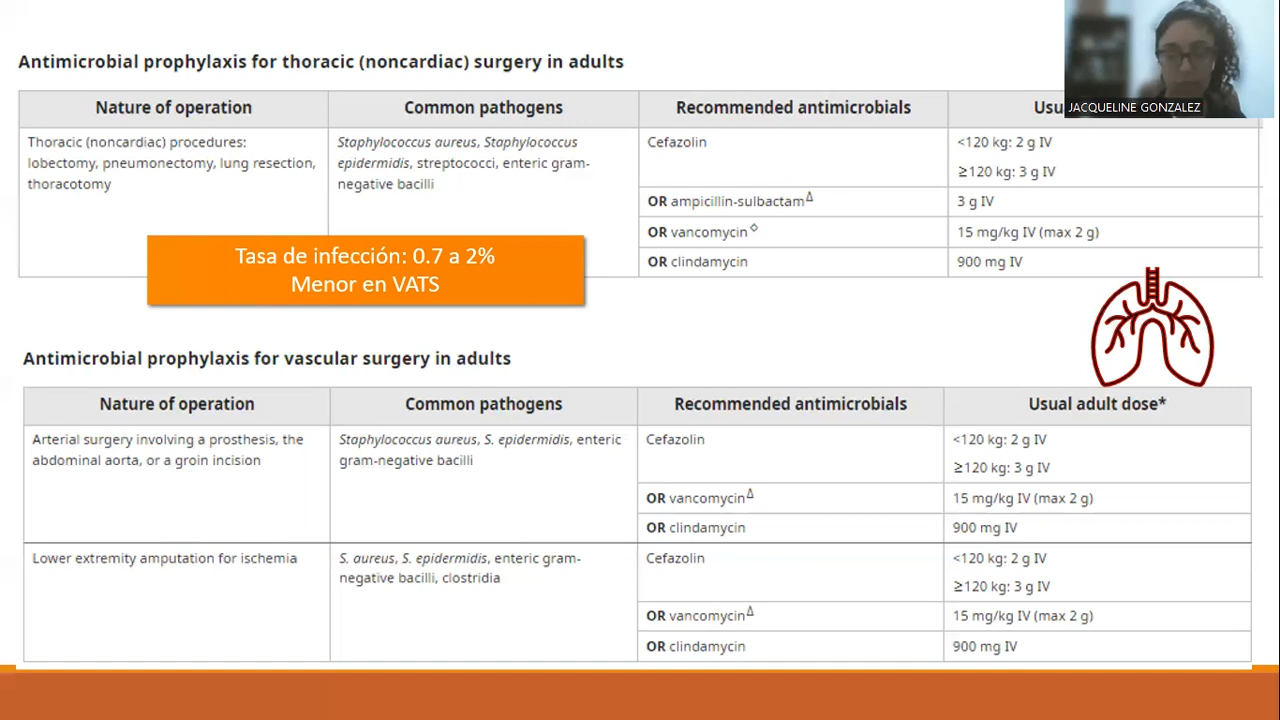 JACQUELINE GONZALEZ
Antimicrobial prophylaxis for thoracic (noncardiac) surgery in adults
Nature of operation
Common pathogens
Recommended antimicrobials
Thoracic (noncardiac) procedures:
lobectomy, pneumonectomy, lung resection,
thoracotomy
Staphylococcus aureus, Staphylococcus
epidermidis, streptococci, enteric gram-
negative bacilli
Cefazolin
<120 kg: 2 g IV
≥120 kg: 3 g IV
OR ampicillin-sulbactamΔ
3 g IV
OR vancomycin◇
15 mg/kg IV (max 2 g)
OR clindamycin
900 mg IV
Tasa de infección: 0.7 a 2%
Menor en VATS
Antimicrobial prophylaxis for vascular surgery in adults
Nature of operation
Common pathogens
Recommended antimicrobials
Usual adult dose*
Arterial surgery involving a prosthesis, the
abdominal aorta, or a groin incision
Staphylococcus aureus, S. epidermidis, enteric
gram-negative bacilli
Cefazolin
<120 kg: 2 g IV
≥120 kg: 3 g IV
OR vancomycinΔ
15 mg/kg IV (max 2 g)
OR clindamycin
900 mg IV
Lower extremity amputation for ischemia
S. aureus, S. epidermidis, enteric gram-
negative bacilli, clostridia
Cefazolin
<120 kg: 2 g IV
≥120 kg: 3 g IV
OR vancomycinΔ
15 mg/kg IV (max 2 g)
OR clindamycin
900 mg IV